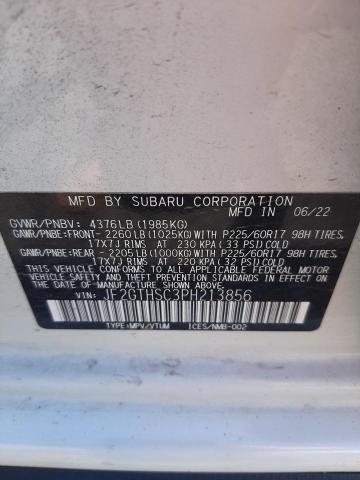 MFD BY SUBARU CORPORATION
MFD IN 06/22
GVWR/PNBV: 4376LB (1985KG)
GAWR/PNBE:FRONT- 2260LB(1025KG)WITH P225/60R17 98H TIRES
17X7J RIMS AT 230 KPA(33 PSI)COLD
GAWR/PNBE:REAR - 2205LB(1000KG)WITH P225/60R17 98H TIRES
17X7J RIMS AT 220 KPA(32 PSI)COLD
THIS VEHICLE CONFORMS TO ALL APPLICABLE
U.S. FEDERAL MOTOR VEHICLE SAFETY STANDARDS
IN EFFECT ON THE DATE OF
MANUFACTURE SHOWN ABOVE.
VIN: JF2GTHSC3PH213856
TYPE:MPV/VTUM ICES/NMB-002